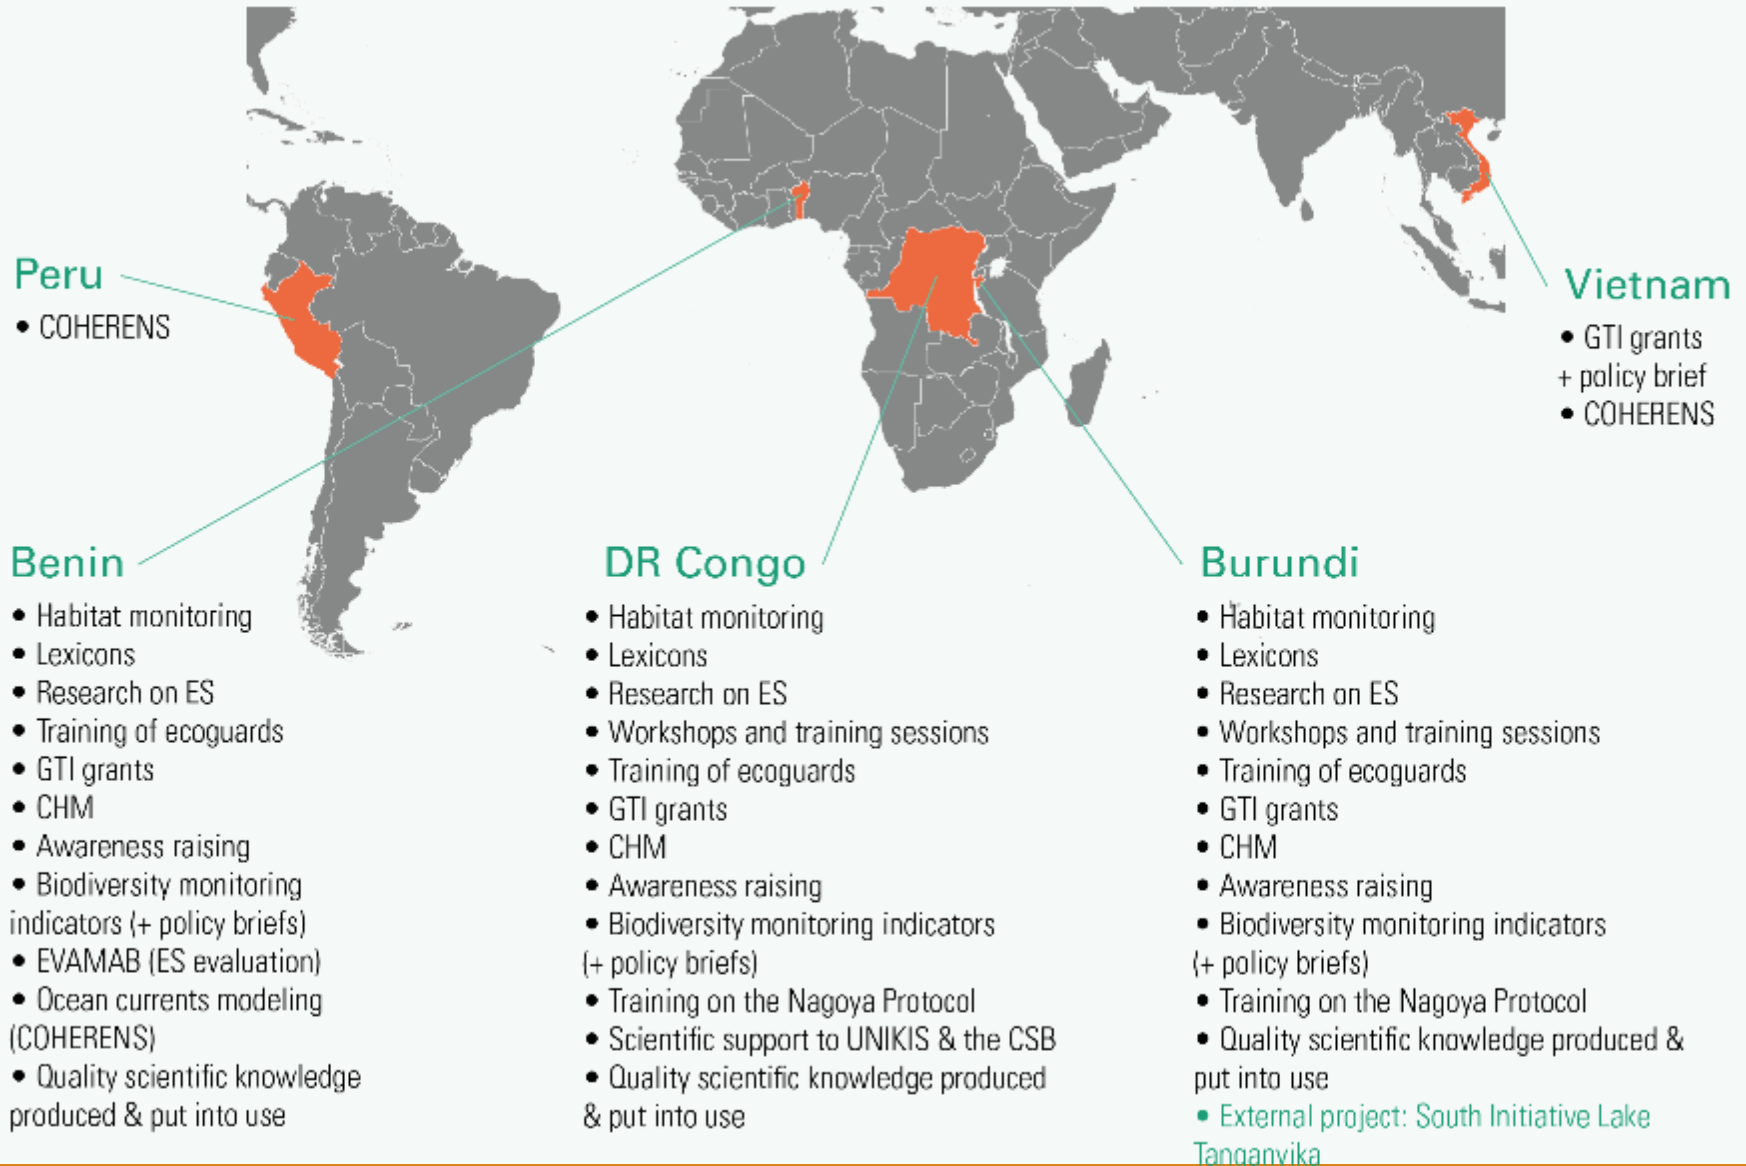 Peru
• COHERENS
Vietnam
• GTI grants
+ policy brief
• COHERENS
Benin
• Habitat monitoring
• Lexicons
• Research on ES
• Training of ecoguards
• GTI grants
• CHM
• Awareness raising
• Biodiversity monitoring
indicators (+ policy briefs)
• EVAMAB (ES evaluation)
• Ocean currents modeling
(COHERENS)
• Quality scientific knowledge
produced & put into use
DR Congo
• Habitat monitoring
• Lexicons
• Research on ES
• Workshops and training sessions
• Training of ecoguards
• GTI grants
• CHM
• Awareness raising
• Biodiversity monitoring indicators
(+ policy briefs)
• Training on the Nagoya Protocol
• Scientific support to UNIKIS & the CSB
• Quality scientific knowledge produced
& put into use
Burundi
• Habitat monitoring
• Lexicons
• Research on ES
• Workshops and training sessions
• Training of ecoguards
• GTI grants
• CHM
• Awareness raising
• Biodiversity monitoring indicators
(+ policy briefs)
• Training on the Nagoya Protocol
• Quality scientific knowledge produced &
put into use
• External project: South Initiative Lake
Tanganyika